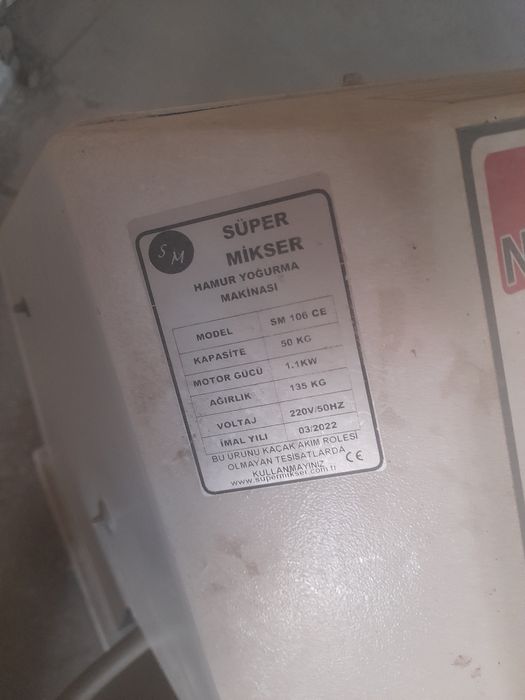 SM
SÜPER
MİKSER
HAMUR YOĞURMA
MAKİNASI
MODEL SM 106 CE
KAPASİTE 50 KG
MOTOR GÜCÜ 1.1KW
AĞIRLIK 135 KG
VOLTAJ 220V/50HZ
İMAL YILI 03/2022
BU ÜRÜNÜ KAÇAK AKIM ROLESİ
OLMAYAN TESİSATLARDA
KULLANMAYINIZ CE
www.supermikser.com.tr
N